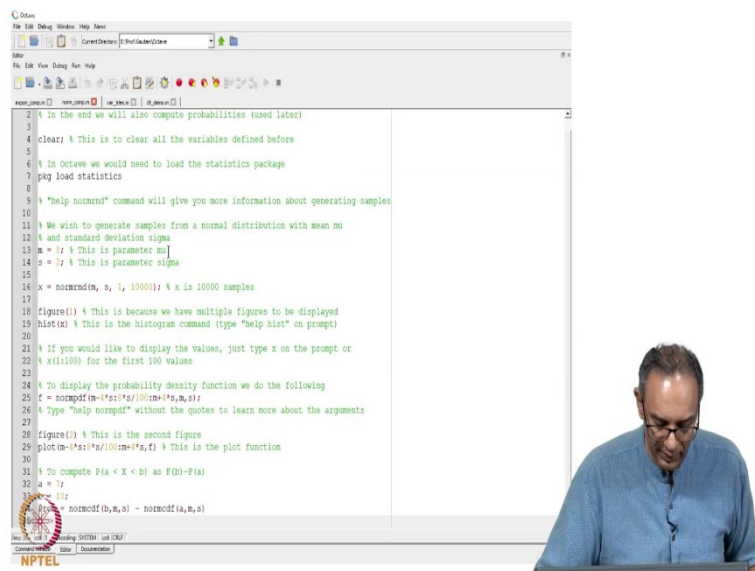 Octave
File Edit Debug Window Help News
Current Directory: E:/Prof.Gautam/Octave
Editor
File Edit View Debug Run Help
expon_comp.m norm_comp.m clt_demo.m
2 % In the end we will also compute probabilities (used later)
3
4 clear; % This is to clear all the variables defined before
5
6 % In Octave we would need to load the statistics package
7 pkg load statistics
8
9 % "help normrnd" command will give you more information about generating samples
10
11 % We wish to generate samples from a normal distribution with mean mu
12 % and standard deviation sigma
13 m = 8; % This is parameter mu
14 s = 2; % This is parameter sigma
15
16 x = normrnd(m, s, 1, 10000); % x is 10000 samples
17
18 figure(1) % This is because we have multiple figures to be displayed
19 hist(x) % This is the histogram command (type "help hist" on prompt)
20
21 % If you would like to display the values, just type x on the prompt or
22 % x(1:100) for the first 100 values
23
24 % To display the probability density function we do the following
25 f = normpdf(m-4*s:8*s/100:m+4*s,m,s);
26 % Type "help normpdf" without the quotes to learn more about the arguments
27
28 figure(2) % This is the second figure
29 plot(m-4*s:8*s/100:m+4*s,f) % This is the plot function
30
31 % To compute P(a < X < b) as F(b)-F(a)
32 a = 7;
33 = 10;
= normcdf(b,m,s) - normcdf(a,m,s)
SYSTEM eol: CRLF
Command Window Editor Documentation
NPTEL